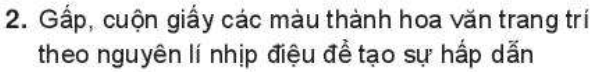 2. Gấp, cuộn giấy các màu thành hoa văn trang trí
theo nguyên lí nhịp điệu để tạo sự hấp dẫn